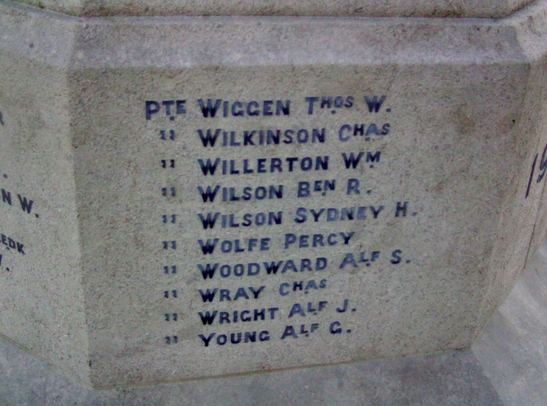 PTE WIGGEN THOS W.
" WILKINSON CHAS
" WILLERTON WM
" WILSON BEN R.
" WILSON SYDNEY H.
" WOLFE PERCY
" WOODWARD ALF S.
" WRAY CHAS
" WRIGHT ALF J.
" YOUNG ALF G.
N W.
EDK